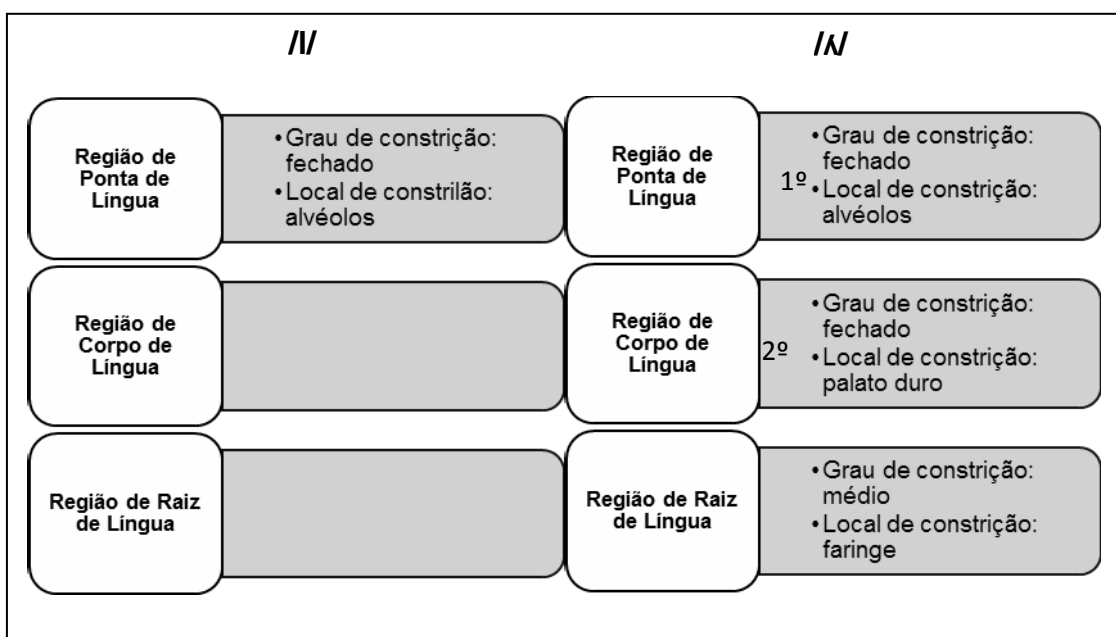 /l/
/ʎ/
Região de
Ponta de
Língua
•Grau de constrição:
fechado
•Local de constrilão:
alvéolos
Região de
Ponta de
Língua
1º
•Grau de constrição:
fechado
•Local de constrição:
alvéolos
Região de
Corpo de
Língua
Região de
Corpo de
Língua
2º
•Grau de constrição:
fechado
•Local de constrição:
palato duro
Região de Raiz
de Língua
Região de Raiz
de Língua
•Grau de constrição:
médio
•Local de constrição:
faringe